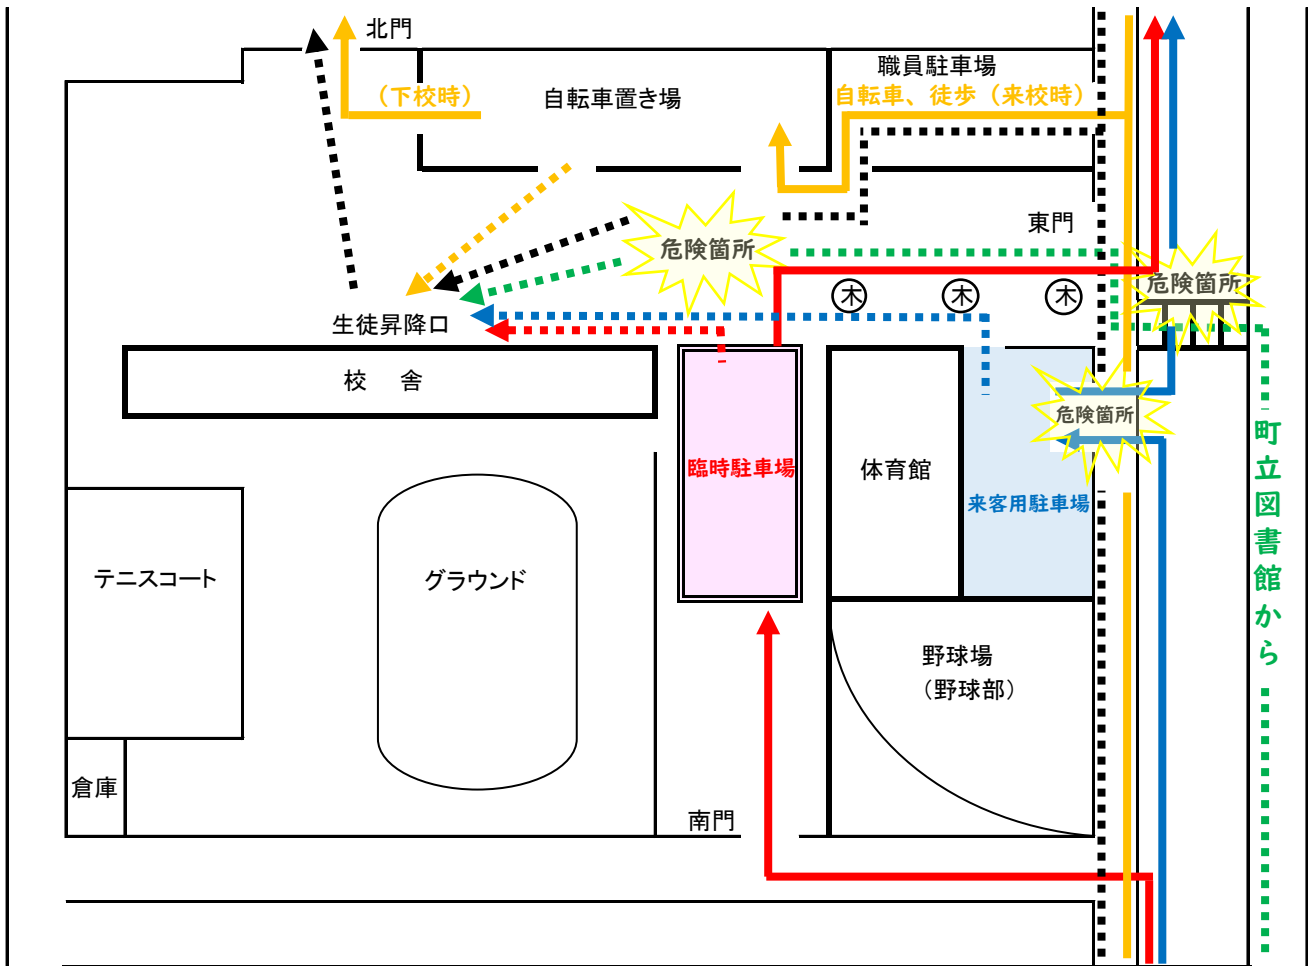 北門
職員駐車場
(下校時)
自転車置き場
自転車、徒歩(来校時)
東門
危険箇所
危険箇所
木
木
木
生徒昇降口
校 舎
危険箇所
臨時駐車場
体育館
来客用駐車場
町立図書館から
テニスコート
グラウンド
野球場
(野球部)
倉庫
南門